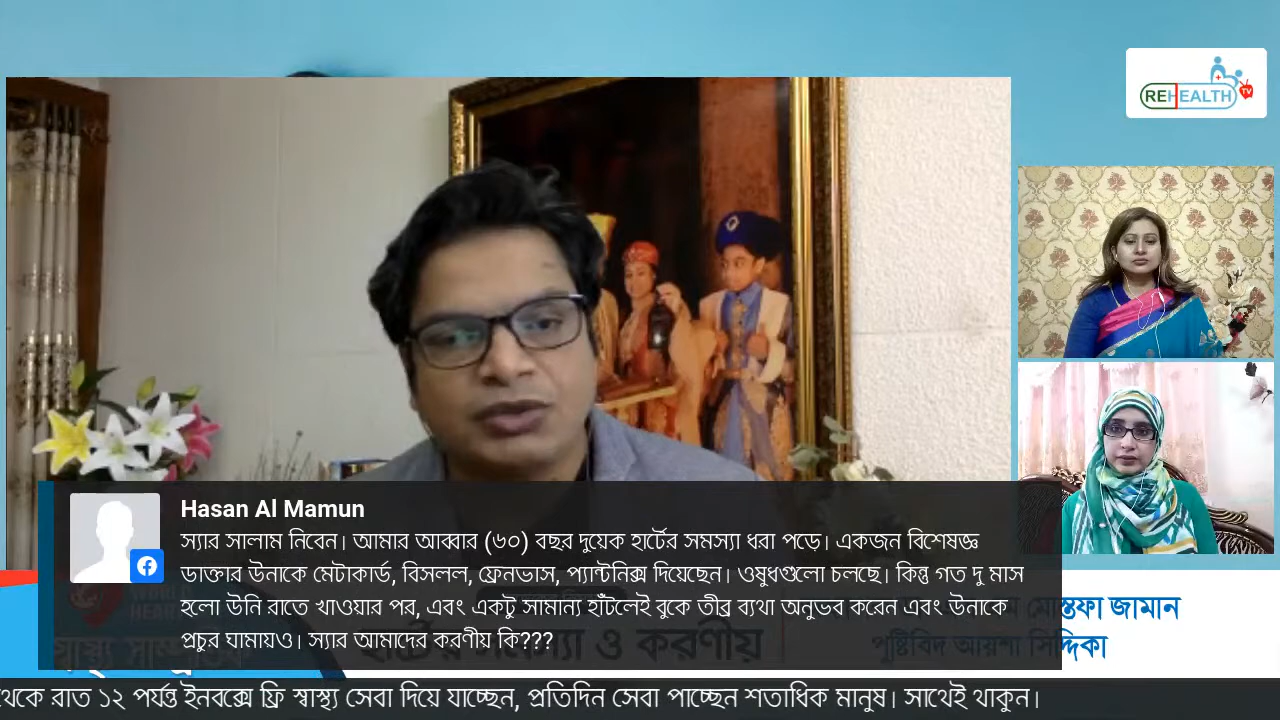 REHEALTH TV
Hasan Al Mamun
স্যার সালাম নিবেন। আমার আব্বার (৬০) বছর দুয়েক হার্টের সমস্যা ধরা পড়ে। একজন বিশেষজ্ঞ
ডাক্তার উনাকে মেটাকার্ড, বিসলল, ফ্রেনভাস, প্যান্টনিক্স দিয়েছেন। ওষুধগুলো চলছে। কিন্তু গত দু মাস
হলো উনি রাতে খাওয়ার পর, এবং একটু সামান্য হাঁটলেই বুকে তীব্র ব্যথা অনুভব করেন এবং উনাকে
প্রচুর ঘামায়ও। স্যার আমাদের করণীয় কি???
মোস্তফা জামান
হার্টের সমস্যা ও করণীয়
পুষ্টিবিদ আয়শা সিদ্দিকা
থেকে রাত ১২ পর্যন্ত ইনবক্সে ফ্রি স্বাস্থ্য সেবা দিয়ে যাচ্ছেন, প্রতিদিন সেবা পাচ্ছেন শতাধিক মানুষ। সাথেই থাকুন।